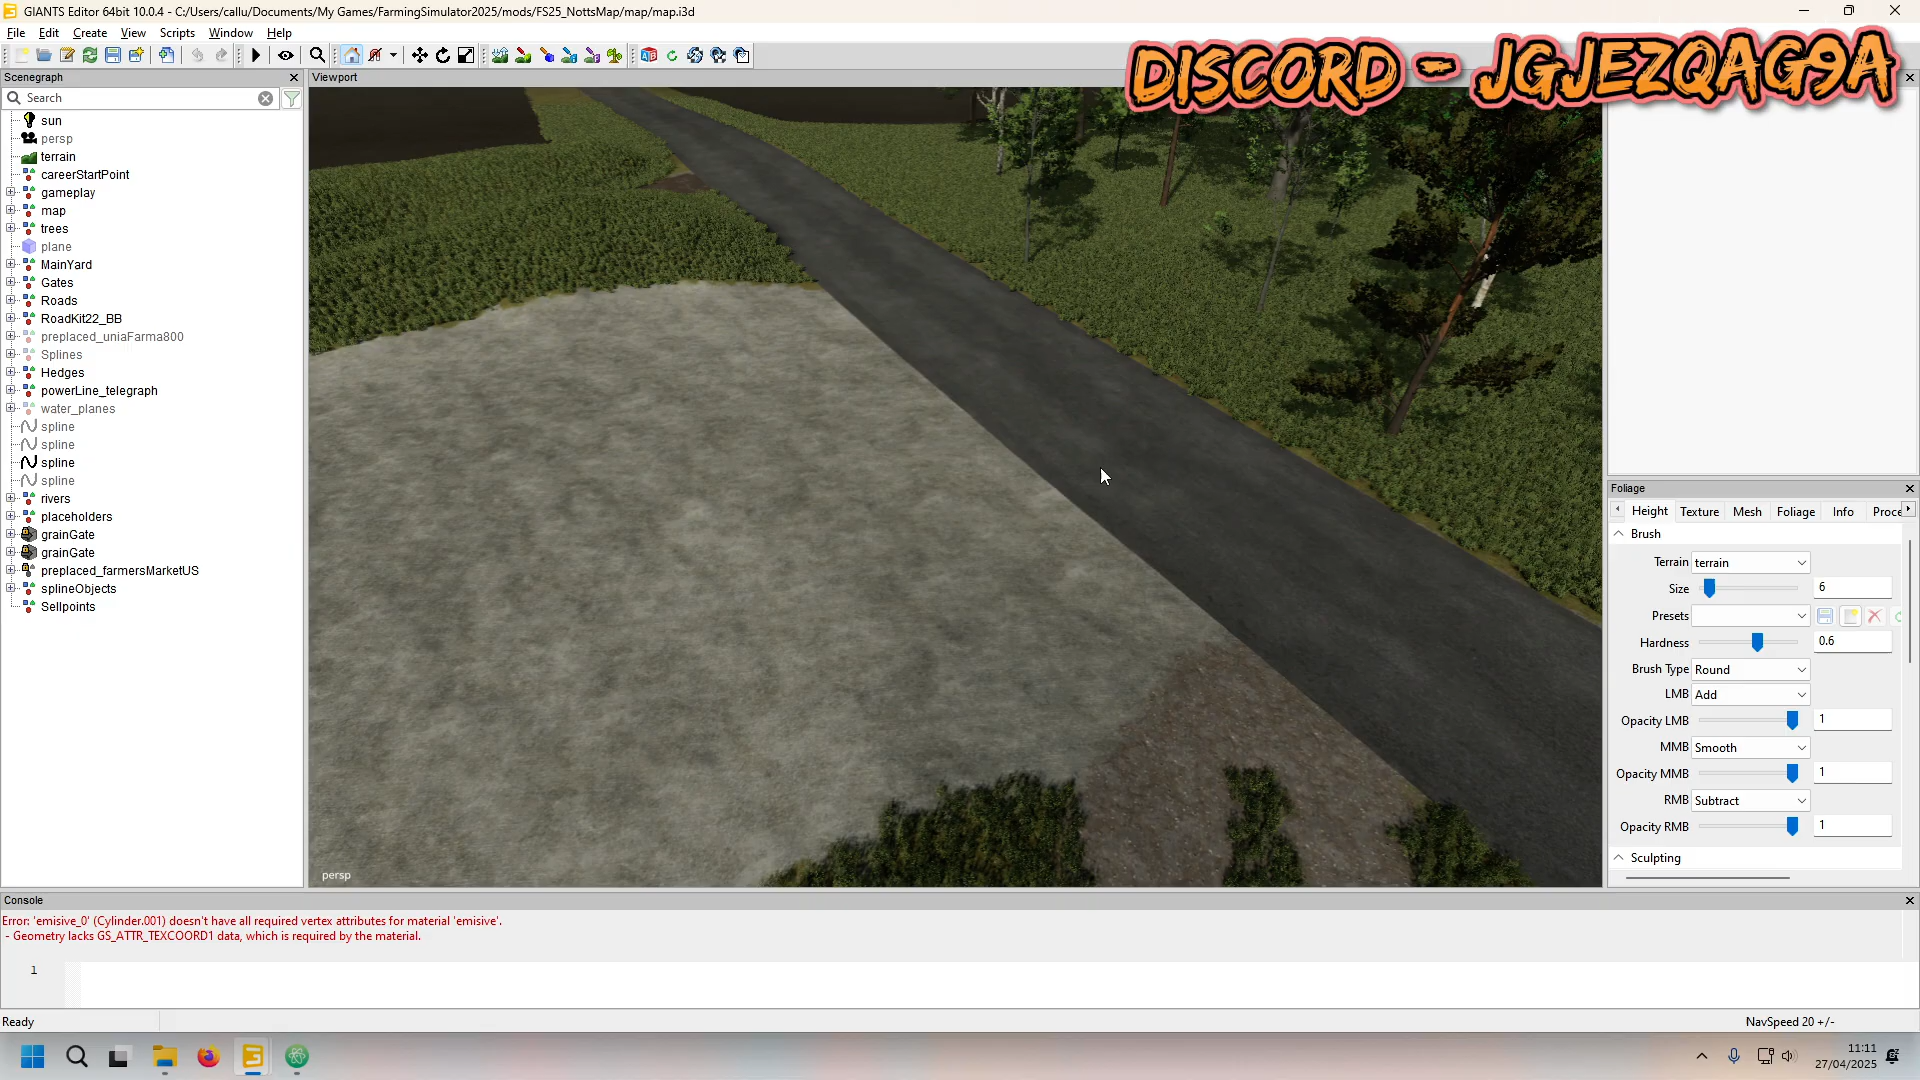 GIANTS Editor 64bit 10.0.4 - C:/Users/callu/Documents/My Games/FarmingSimulator2025/mods/FS25_NottsMap/map/map.i3d
File Edit Create View Scripts Window Help
DISCORD - JGJEZQAG9A
Scenegraph
Viewport
Search
sun
persp
terrain
careerStartPoint
gameplay
map
trees
plane
MainYard
Gates
Roads
RoadKit22_BB
preplaced_uniaFarma800
Splines
Hedges
powerLine_telegraph
water_planes
spline
spline
spline
spline
rivers
placeholders
grainGate
grainGate
preplaced_farmersMarketUS
splineObjects
Sellpoints
persp
Foliage
Height Texture Mesh Foliage Info Proce
Brush
Terrain terrain
Size 6
Presets
Hardness 0.6
Brush Type Round
LMB Add
Opacity LMB 1
MMB Smooth
Opacity MMB 1
RMB Subtract
Opacity RMB 1
Sculpting
Console
Error: 'emisive_0' (Cylinder.001) doesn't have all required vertex attributes for material 'emisive'.
- Geometry lacks GS_ATTR_TEXCOORD1 data, which is required by the material.
1
Ready
NavSpeed 20 +/-
11:11
27/04/2025